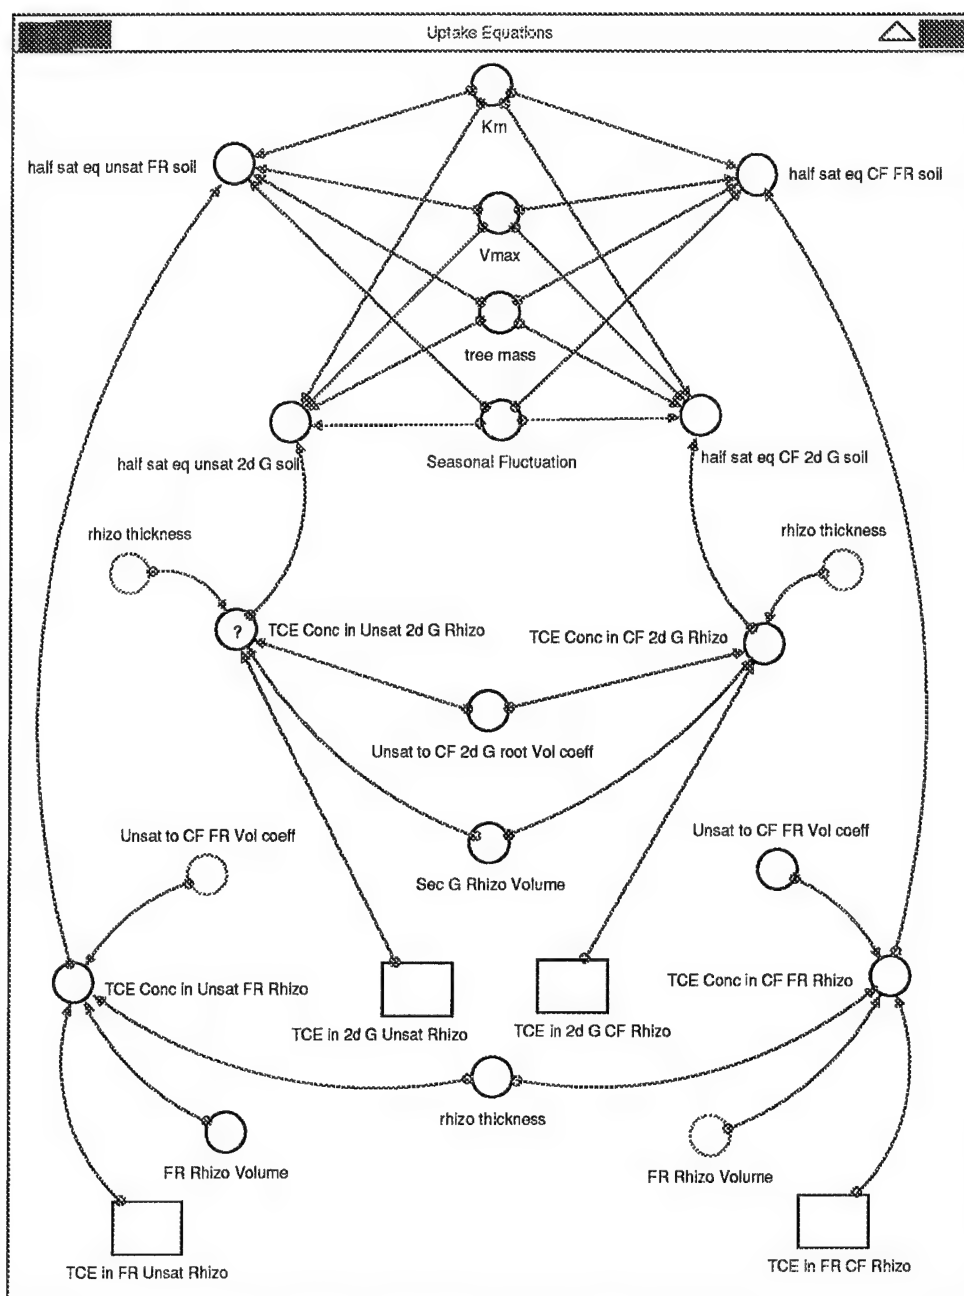 Uptake Equations
Km
half sat eq unsat FR soil
half sat eq CF FR soil
Vmax
tree mass
half sat eq unsat 2d G soil
Seasonal Fluctuation
half sat eq CF 2d G soil
rhizo thickness
rhizo thickness
?
TCE Conc in Unsat 2d G Rhizo
TCE Conc in CF 2d G Rhizo
Unsat to CF 2d G root Vol coeff
Unsat to CF FR Vol coeff
Unsat to CF FR Vol coeff
Sec G Rhizo Volume
TCE Conc in Unsat FR Rhizo
TCE Conc in CF FR Rhizo
TCE in 2d G Unsat Rhizo
TCE in 2d G CF Rhizo
rhizo thickness
FR Rhizo Volume
FR Rhizo Volume
TCE in FR Unsat Rhizo
TCE in FR CF Rhizo